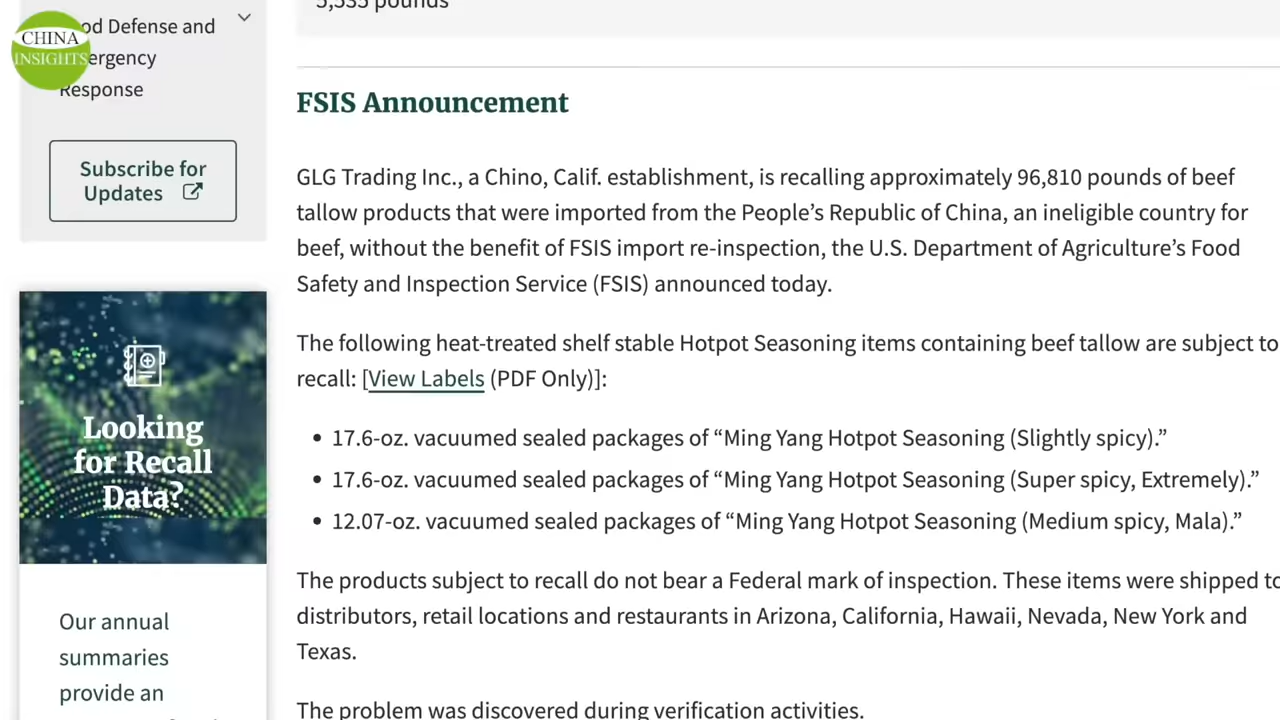 5,535 pounds
CHINA
INSIGHTS
od Defense and
ergency
Response
Subscribe for
Updates
Looking
for Recall
Data?
Our annual
summaries
provide an
FSIS Announcement
GLG Trading Inc., a Chino, Calif. establishment, is recalling approximately 96,810 pounds of beef
tallow products that were imported from the People’s Republic of China, an ineligible country for
beef, without the benefit of FSIS import re-inspection, the U.S. Department of Agriculture’s Food
Safety and Inspection Service (FSIS) announced today.
The following heat-treated shelf stable Hotpot Seasoning items containing beef tallow are subject to
recall: [View Labels (PDF Only)]:
• 17.6-oz. vacuumed sealed packages of “Ming Yang Hotpot Seasoning (Slightly spicy).”
• 17.6-oz. vacuumed sealed packages of “Ming Yang Hotpot Seasoning (Super spicy, Extremely).”
• 12.07-oz. vacuumed sealed packages of “Ming Yang Hotpot Seasoning (Medium spicy, Mala).”
The products subject to recall do not bear a Federal mark of inspection. These items were shipped to
distributors, retail locations and restaurants in Arizona, California, Hawaii, Nevada, New York and
Texas.
The problem was discovered during verification activities.